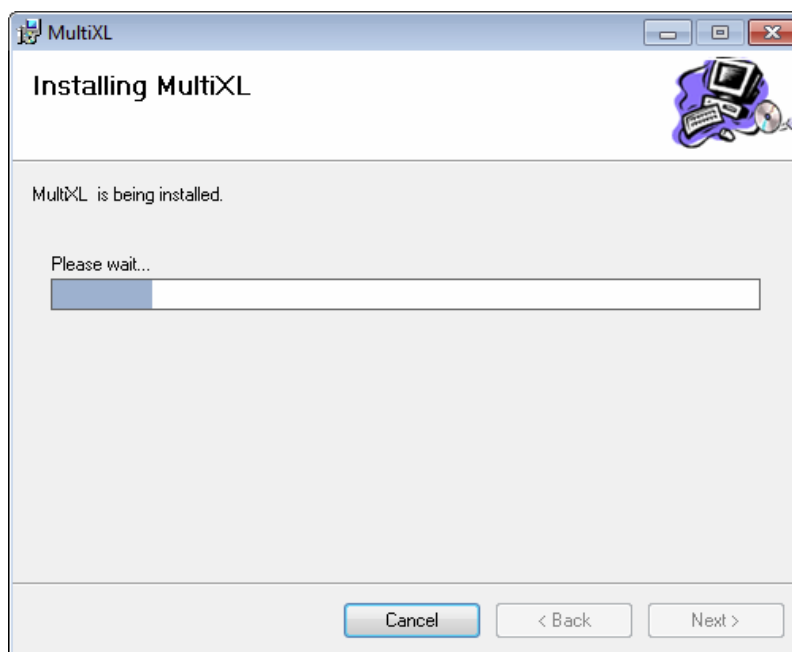 MultiXL
Installing MultiXL
MultiXL is being installed.
Please wait...
Cancel
< Back
Next >